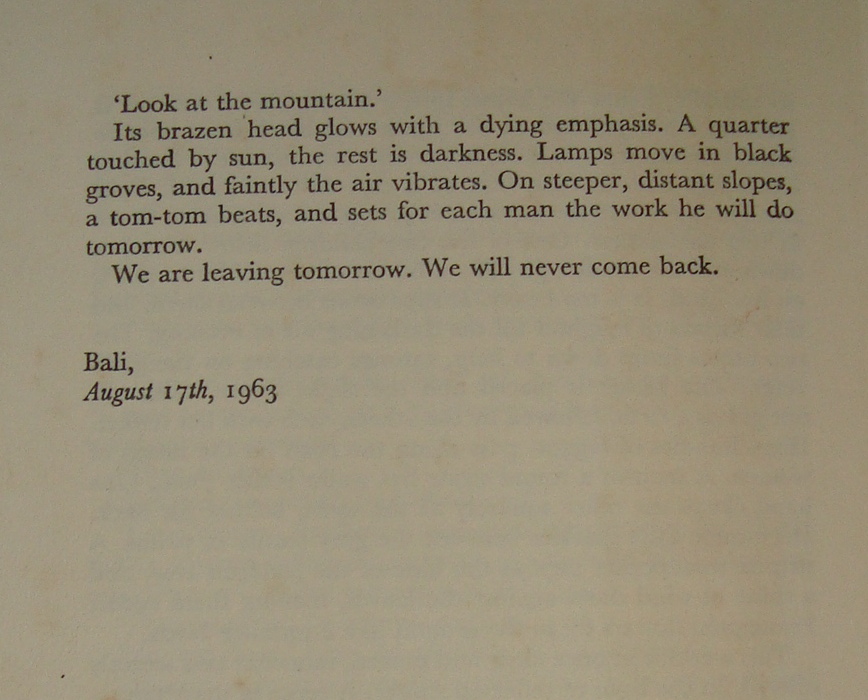 ‘Look at the mountain.’
Its brazen head glows with a dying emphasis. A quarter
touched by sun, the rest is darkness. Lamps move in black
groves, and faintly the air vibrates. On steeper, distant slopes,
a tom-tom beats, and sets for each man the work he will do
tomorrow.
We are leaving tomorrow. We will never come back.
Bali,
August 17th, 1963